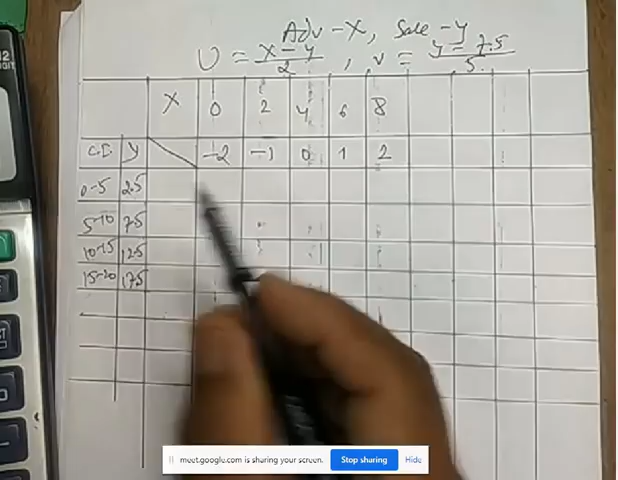 Adv - X, Sale - y
U = x - y / 2 , v = y - 7.5 / 5
X 0 2 4 6 8
C.I y -2 -1 0 1 2
0-5 2.5
5-10 7.5
10-15 12.5
15-20 17.5
meet.google.com is sharing your screen. Stop sharing Hide